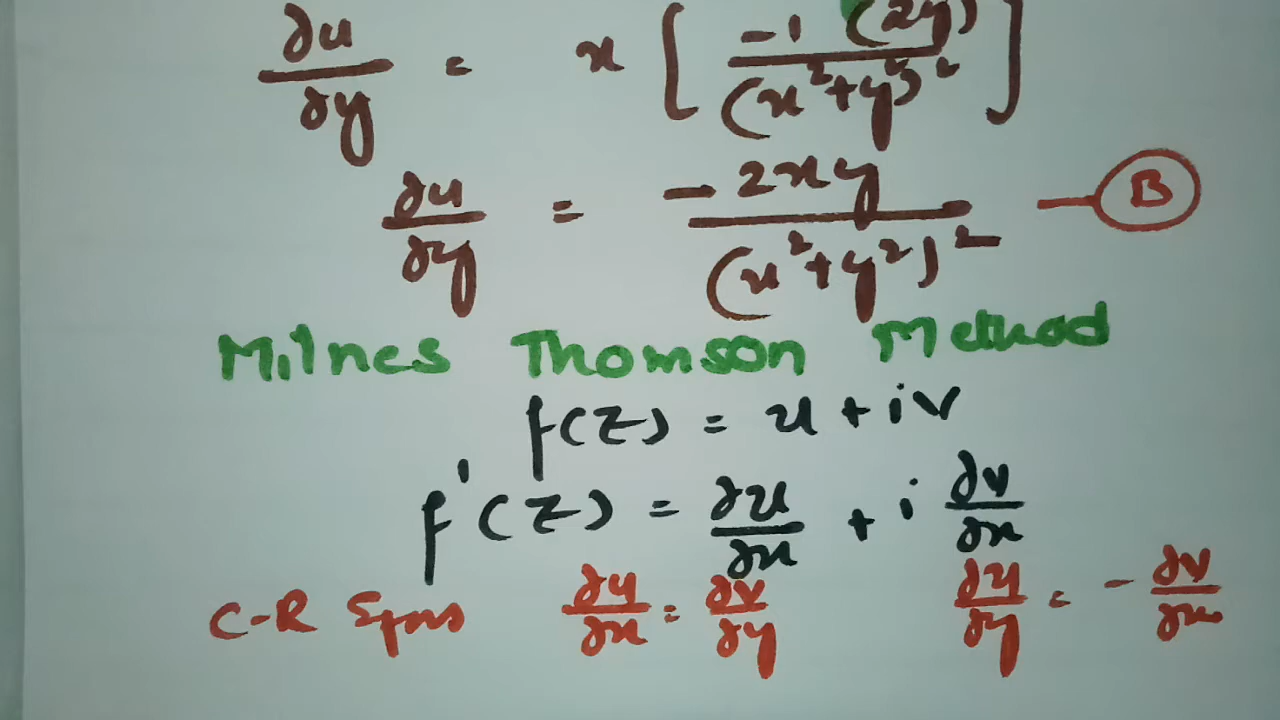 ∂u/∂y = x [ -1 (2y) / (x²+y²)² ]
∂u/∂y = -2xy / (x²+y²)² — B
Milnes Thomson Method
f(z) = u + iv
f'(z) = ∂u/∂x + i ∂v/∂x
C-R Eqns ∂u/∂x = ∂v/∂y ∂u/∂y = - ∂v/∂x